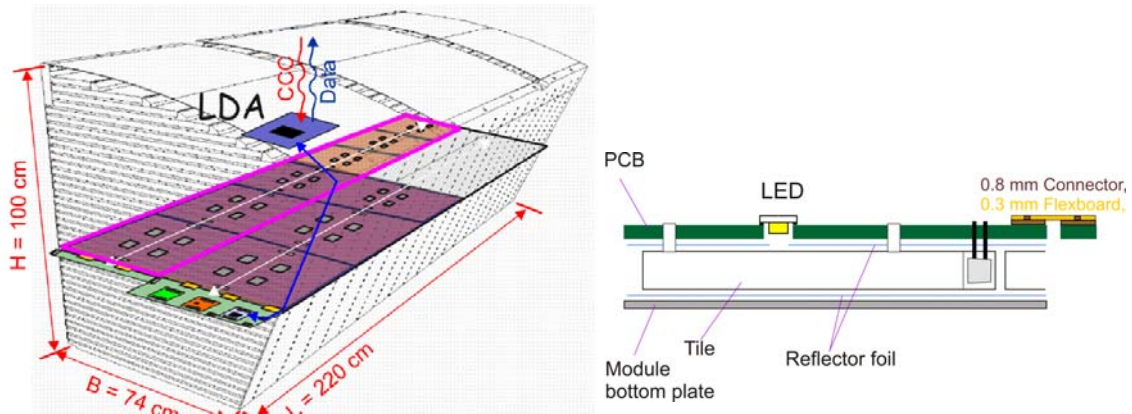 LDA
CCC
Data
H = 100 cm
B = 74 cm
L = 220 cm
PCB
LED
0.8 mm Connector,
0.3 mm Flexboard,
Tile
Reflector foil
Module
bottom plate